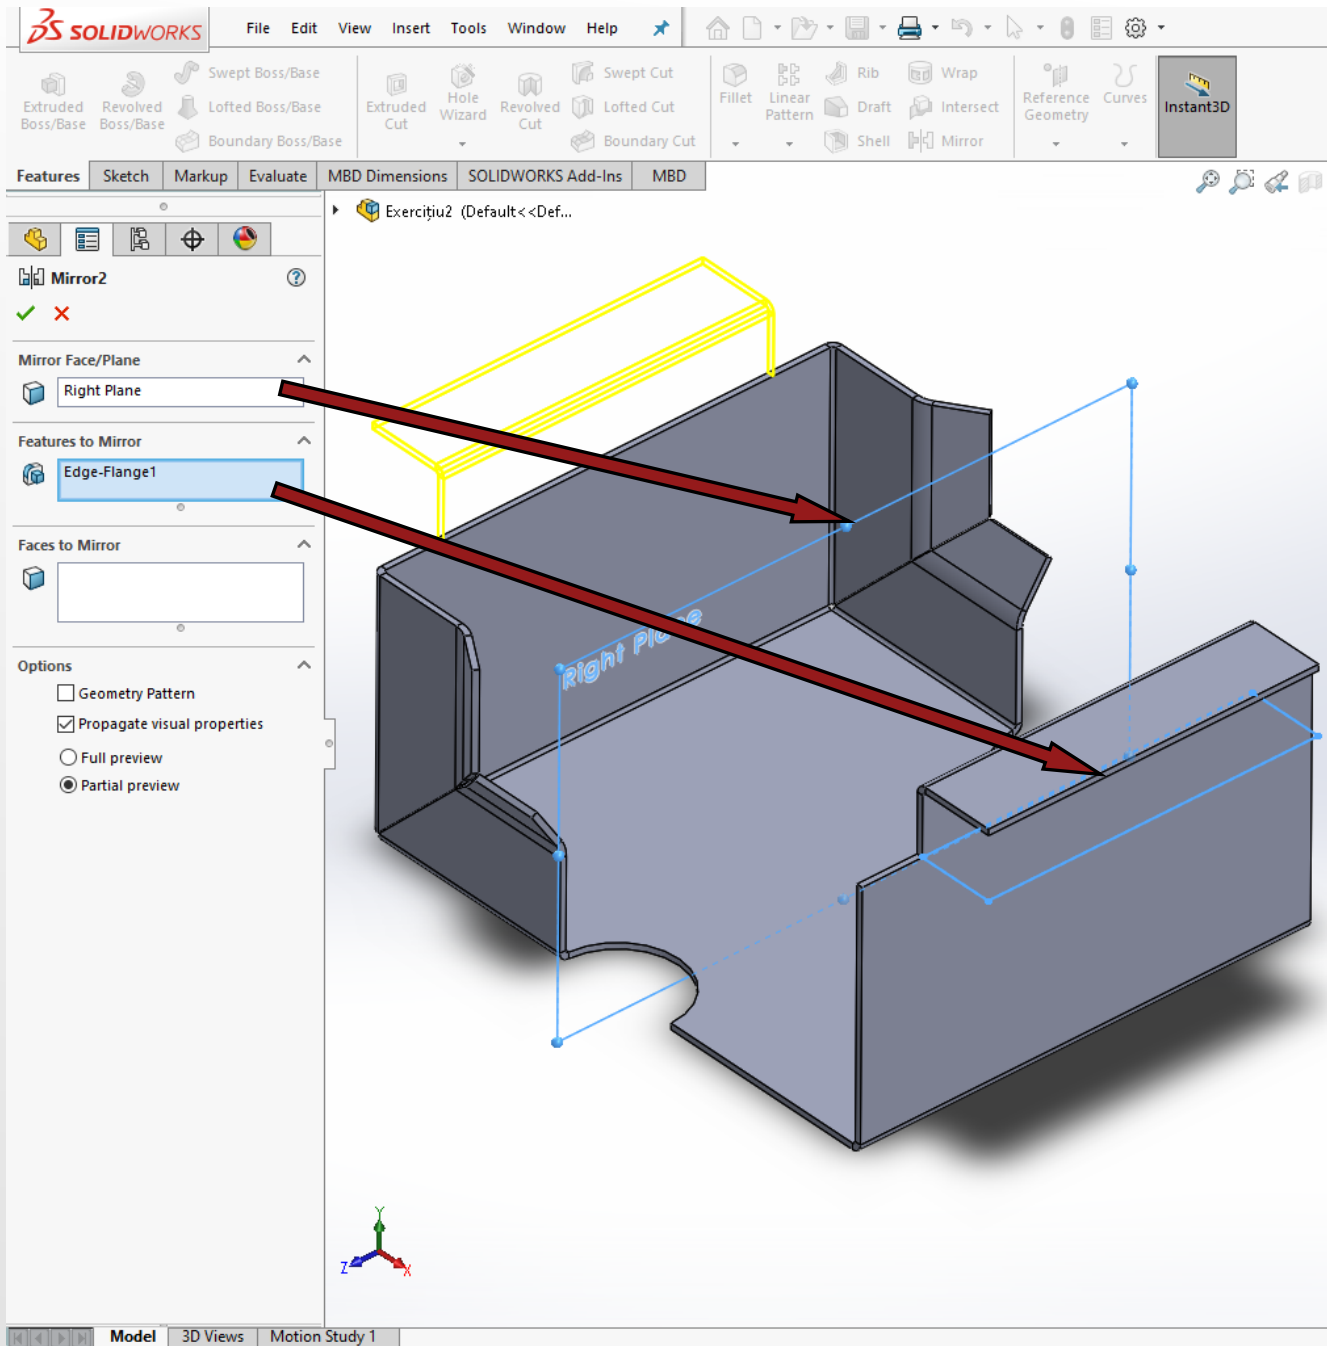 SOLIDWORKS File Edit View Insert Tools Window Help
Extruded Boss/Base
Revolved Boss/Base
Swept Boss/Base
Lofted Boss/Base
Boundary Boss/Base
Extruded Cut
Hole Wizard
Revolved Cut
Swept Cut
Lofted Cut
Boundary Cut
Fillet
Linear Pattern
Rib
Draft
Shell
Wrap
Intersect
Mirror
Reference Geometry
Curves
Instant3D
Features Sketch Markup Evaluate MBD Dimensions SOLIDWORKS Add-Ins MBD
Exercițiu2 (Default<<Def...
Mirror2
Mirror Face/Plane
Right Plane
Features to Mirror
Edge-Flange1
Faces to Mirror
Options
Geometry Pattern
Propagate visual properties
Full preview
Partial preview
Right Plane
Y
Z
X
Model 3D Views Motion Study 1